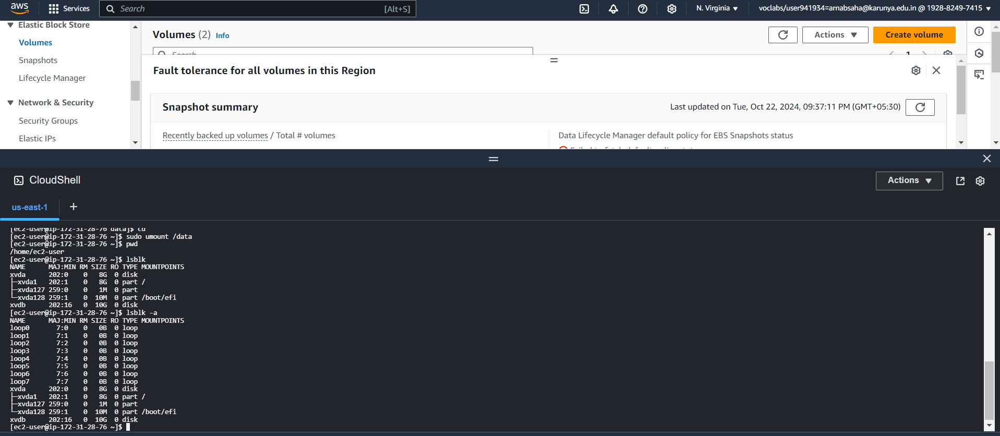 aws
Services
Search
[Alt+S]
N. Virginia
voclabs/user941934=arnabsaha@karunya.edu.in @ 1928-8249-7415
Elastic Block Store
Volumes
Snapshots
Lifecycle Manager
Network & Security
Security Groups
Elastic IPs
Volumes (2) Info
Actions
Create volume
Search
1
Fault tolerance for all volumes in this Region
Snapshot summary
Last updated on Tue, Oct 22, 2024, 09:37:11 PM (GMT+05:30)
Recently backed up volumes / Total # volumes
Data Lifecycle Manager default policy for EBS Snapshots status
CloudShell
Actions
us-east-1
[ec2-user@ip-172-31-28-76 data]$ cd
[ec2-user@ip-172-31-28-76 ~]$ sudo umount /data
[ec2-user@ip-172-31-28-76 ~]$ pwd
/home/ec2-user
[ec2-user@ip-172-31-28-76 ~]$ lsblk
NAME      MAJ:MIN RM SIZE RO TYPE MOUNTPOINTS
xvda      202:0    0   8G  0 disk
├─xvda1   202:1    0   8G  0 part /
├─xvda127 259:0    0   1M  0 part
└─xvda128 259:1    0  10M  0 part /boot/efi
xvdb      202:16   0  10G  0 disk
[ec2-user@ip-172-31-28-76 ~]$ lsblk -a
NAME      MAJ:MIN RM SIZE RO TYPE MOUNTPOINTS
loop0       7:0    0   0B  0 loop
loop1       7:1    0   0B  0 loop
loop2       7:2    0   0B  0 loop
loop3       7:3    0   0B  0 loop
loop4       7:4    0   0B  0 loop
loop5       7:5    0   0B  0 loop
loop6       7:6    0   0B  0 loop
loop7       7:7    0   0B  0 loop
xvda      202:0    0   8G  0 disk
├─xvda1   202:1    0   8G  0 part /
├─xvda127 259:0    0   1M  0 part
└─xvda128 259:1    0  10M  0 part /boot/efi
xvdb      202:16   0  10G  0 disk
[ec2-user@ip-172-31-28-76 ~]$